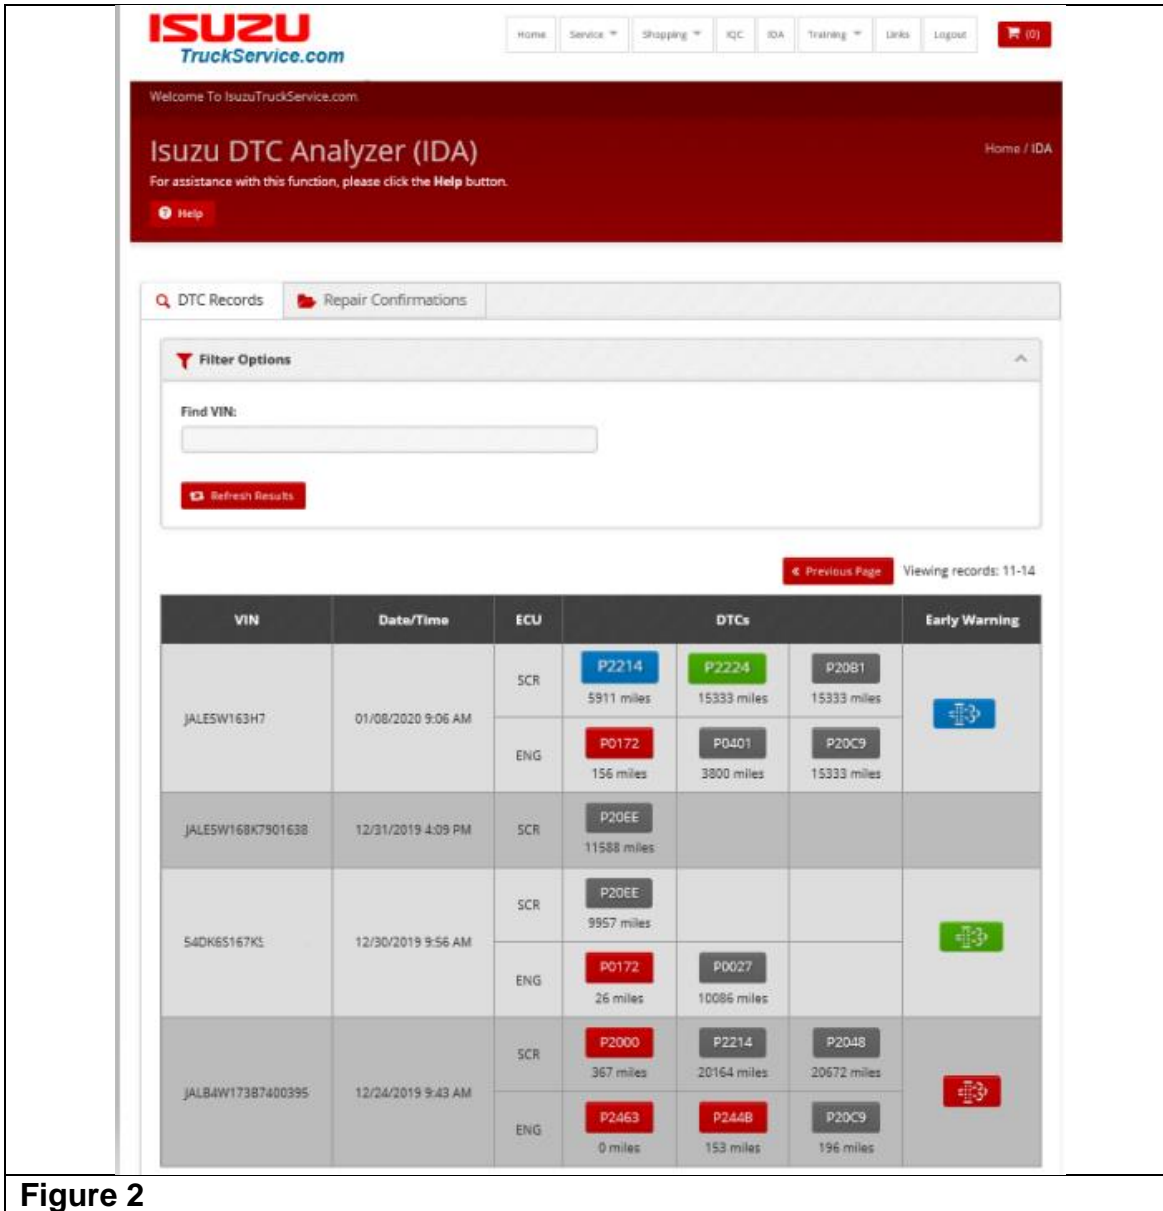 ISUZU
TruckService.com
Home Service Shopping IQC IDA Training Links Logout (0)
Welcome To IsuzuTruckService.com.
Isuzu DTC Analyzer (IDA)
Home / IDA
For assistance with this function, please click the Help button.
Help
DTC Records Repair Confirmations
Filter Options
Find VIN:
Refresh Results
« Previous Page Viewing records: 11-14
VIN Date/Time ECU DTCs Early Warning
JALE5W163H7 01/08/2020 9:06 AM
SCR P2214 P2224 P20B1
5911 miles 15333 miles 15333 miles
ENG P0172 P0401 P20C9
156 miles 3800 miles 15333 miles
JALE5W168K7901638 12/31/2019 4:09 PM SCR P20EE
11588 miles
54DK6S167KS 12/30/2019 9:56 AM
SCR P20EE
9957 miles
ENG P0172 P0027
26 miles 10086 miles
JALB4W173B7400395 12/24/2019 9:43 AM
SCR P2000 P2214 P2048
367 miles 20164 miles 20672 miles
ENG P2463 P244B P20C9
0 miles 153 miles 196 miles
Figure 2